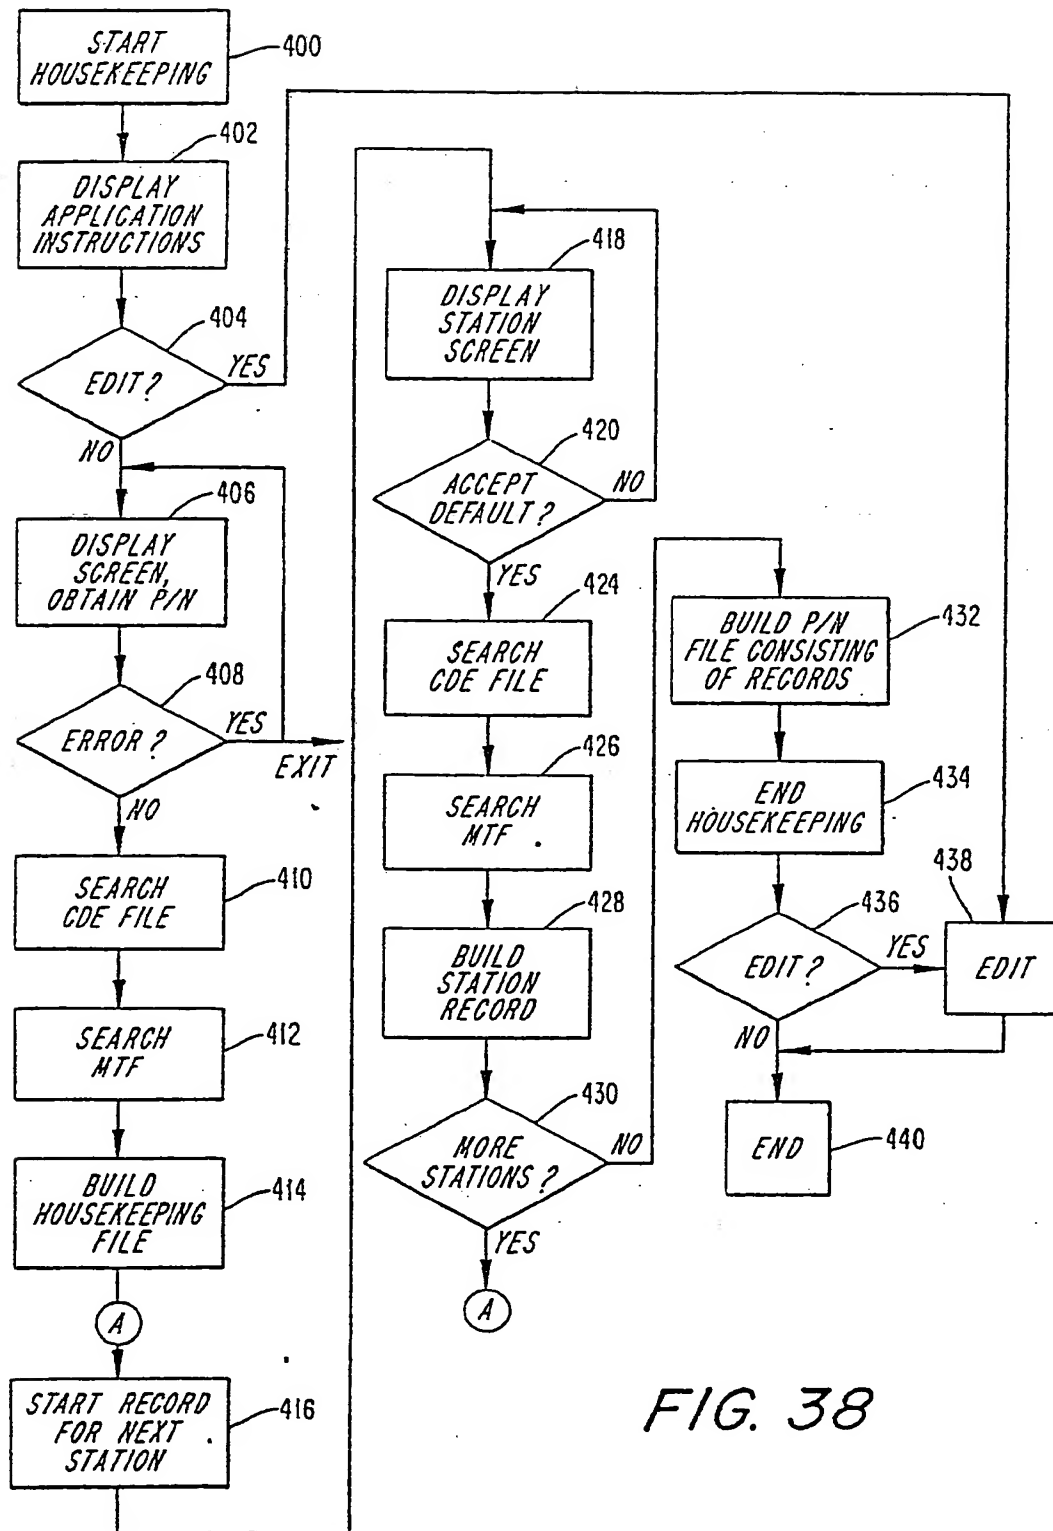 START
HOUSEKEEPING
400
402
DISPLAY
APPLICATION
INSTRUCTIONS
404
EDIT?
YES
NO
406
DISPLAY
SCREEN,
OBTAIN P/N
408
ERROR?
YES
EXIT
NO
SEARCH
CDE FILE
410
SEARCH
MTF
412
BUILD
HOUSEKEEPING
FILE
414
A
START RECORD
FOR NEXT
STATION
416
418
DISPLAY
STATION
SCREEN
420
ACCEPT
DEFAULT?
NO
YES
424
SEARCH
CDE FILE
426
SEARCH
MTF
428
BUILD
STATION
RECORD
430
MORE
STATIONS?
NO
YES
A
BUILD P/N
FILE CONSISTING
OF RECORDS
432
END
HOUSEKEEPING
434
436
EDIT?
YES
NO
438
EDIT
END
440
FIG. 38